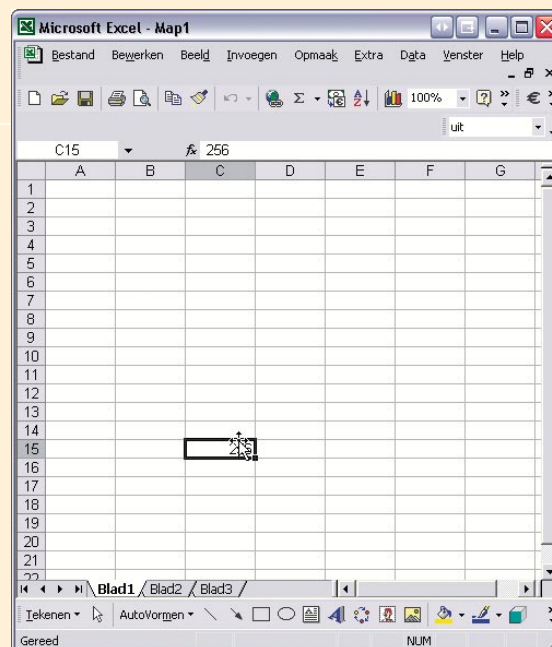 Microsoft Excel - Map1
Bestand Bewerken Beeld Invoegen Opmaak Extra Data Venster Help
100%
uit
C15 fx 256
A B C D E F G
1
2
3
4
5
6
7
8
9
10
11
12
13
14
15
16
17
18
19
20
21
22
Blad1 / Blad2 / Blad3 /
Tekenen AutoVormen
Gereed NUM